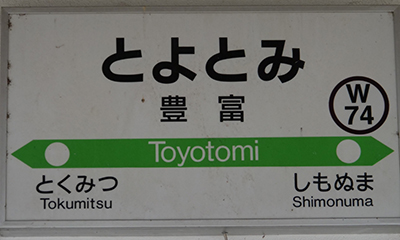 とよとみ
豊富
W
74
Toyotomi
とくみつ
Tokumitsu
しもぬま
Shimonuma